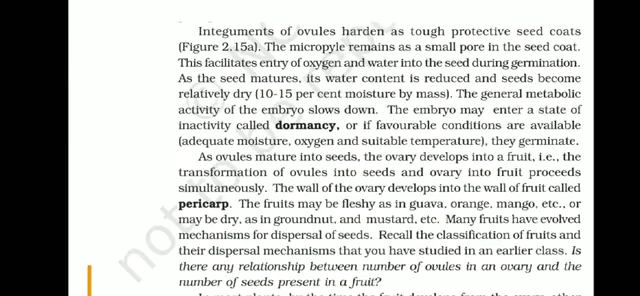 Integuments of ovules harden as tough protective seed coats
(Figure 2.15a). The micropyle remains as a small pore in the seed coat.
This facilitates entry of oxygen and water into the seed during germination.
As the seed matures, its water content is reduced and seeds become
relatively dry (10-15 per cent moisture by mass). The general metabolic
activity of the embryo slows down. The embryo may enter a state of
inactivity called dormancy, or if favourable conditions are available
(adequate moisture, oxygen and suitable temperature), they germinate.
As ovules mature into seeds, the ovary develops into a fruit, i.e., the
transformation of ovules into seeds and ovary into fruit proceeds
simultaneously. The wall of the ovary develops into the wall of fruit called
pericarp. The fruits may be fleshy as in guava, orange, mango, etc., or
may be dry, as in groundnut, and mustard, etc. Many fruits have evolved
mechanisms for dispersal of seeds. Recall the classification of fruits and
their dispersal mechanisms that you have studied in an earlier class. Is
there any relationship between number of ovules in an ovary and the
number of seeds present in a fruit?
not to be